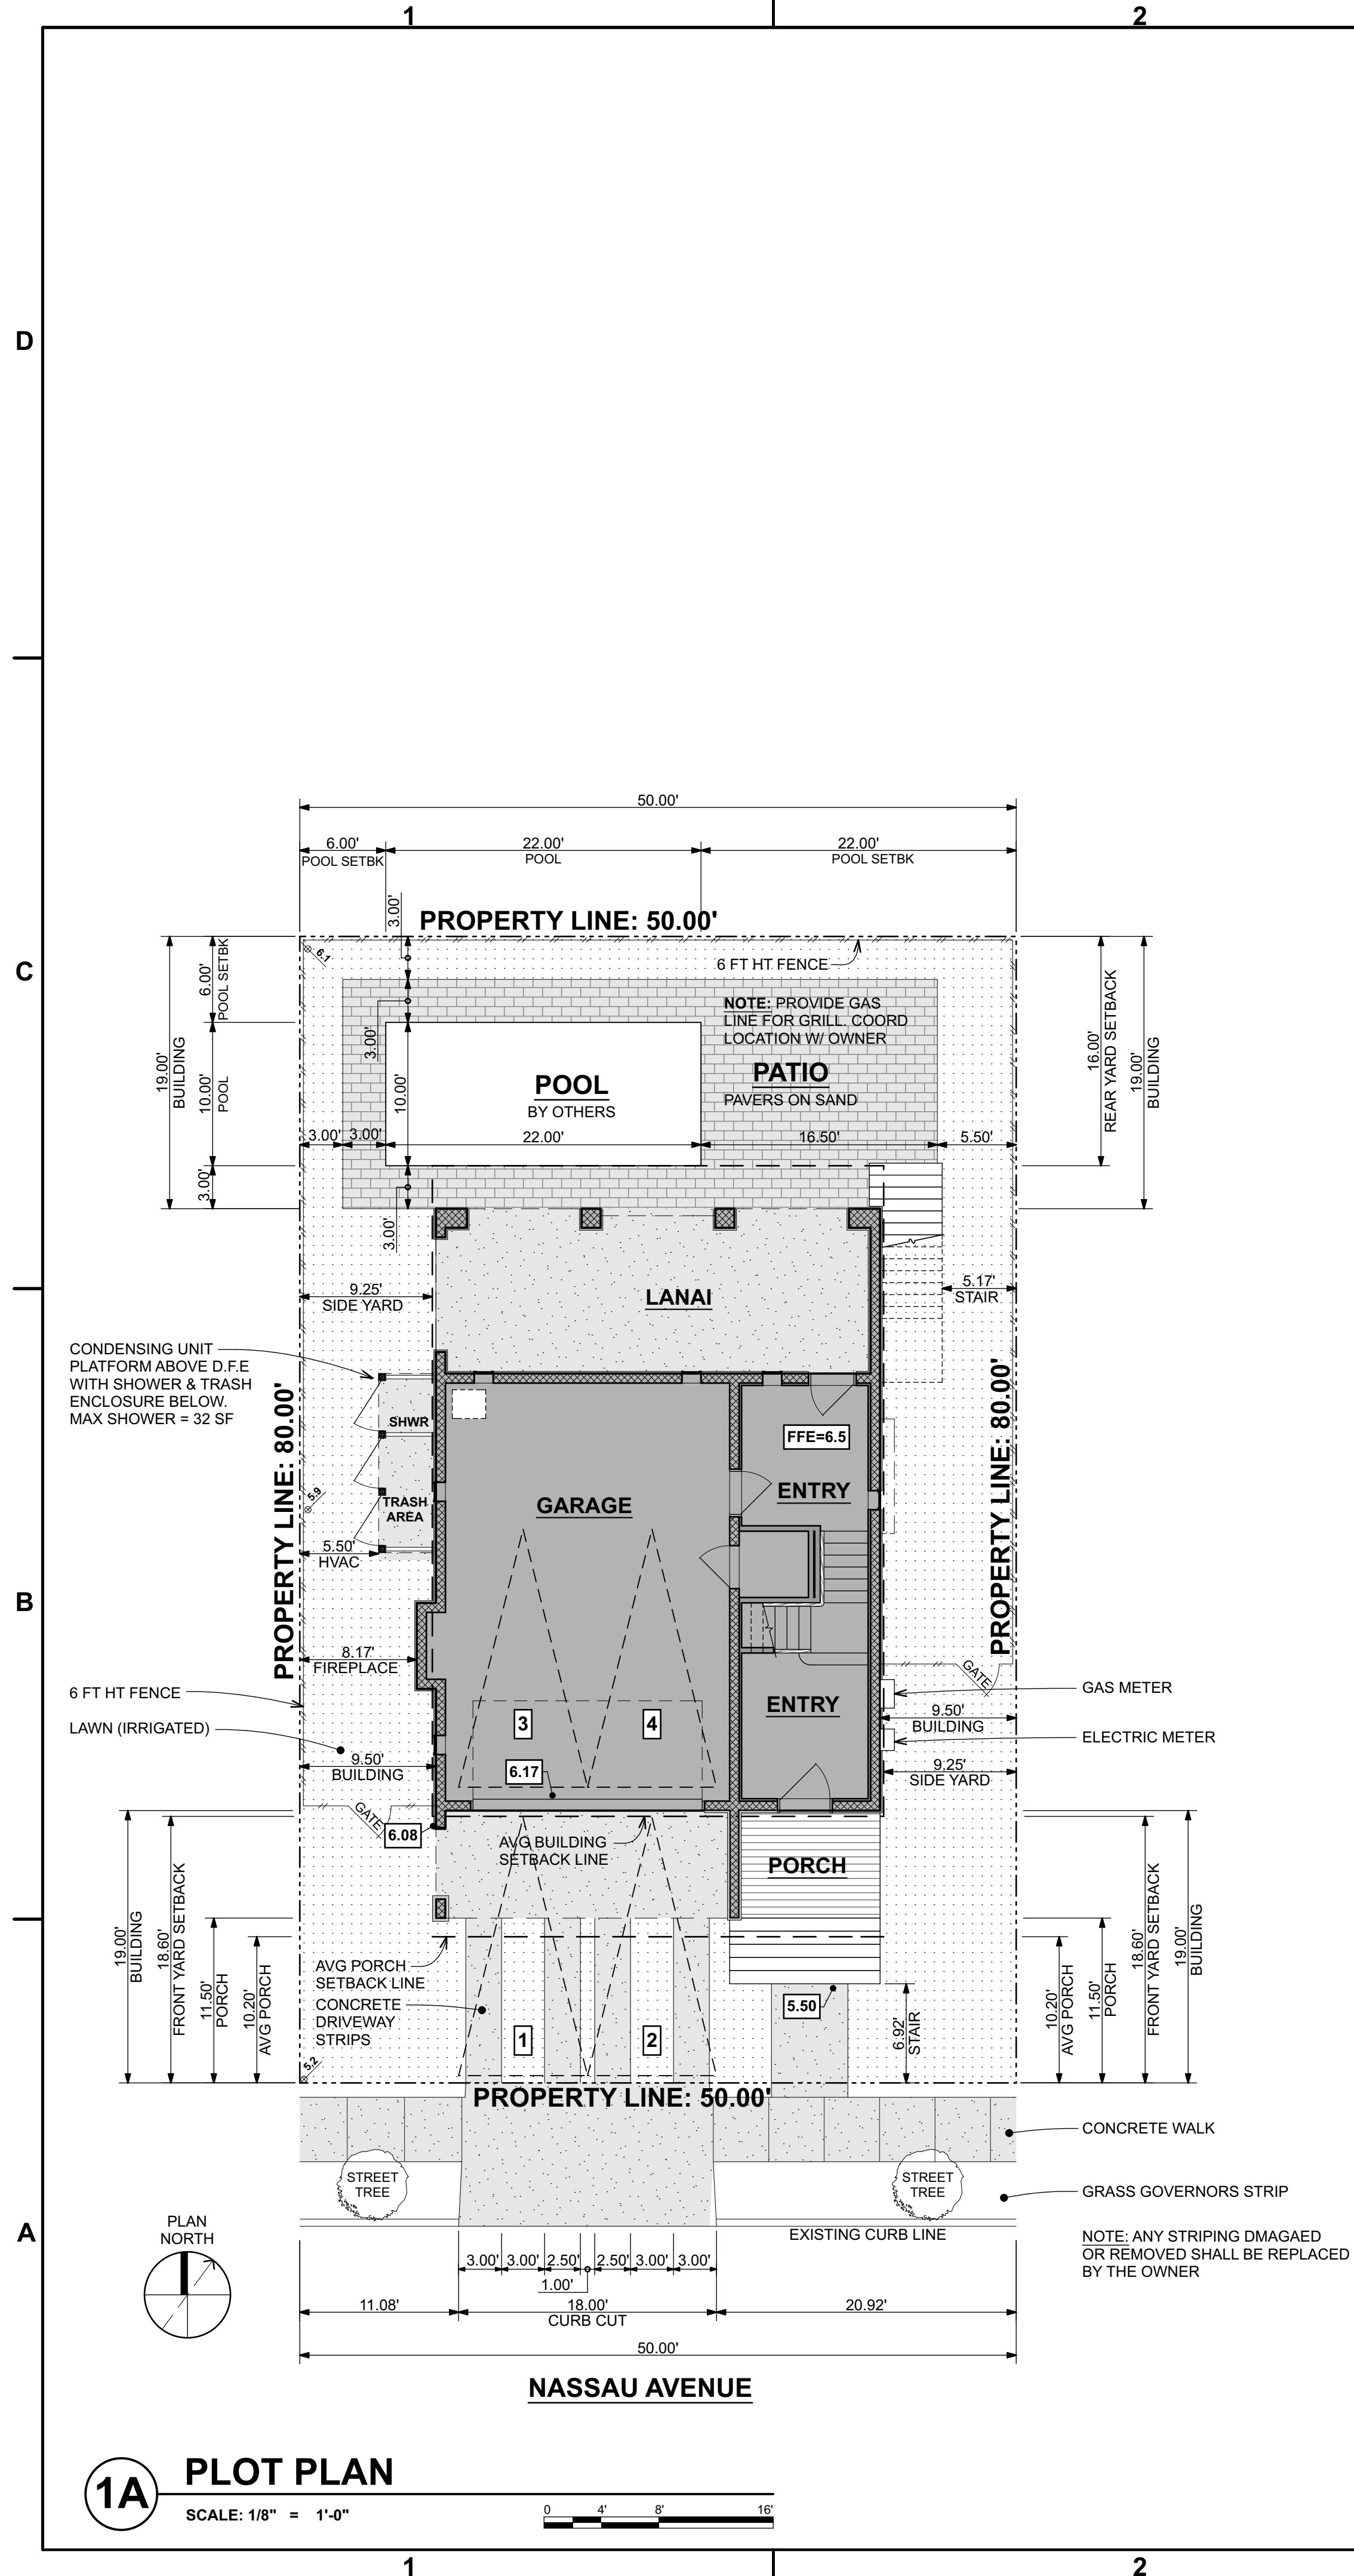 1
2
D
50.00'
6.00'
22.00'
22.00'
POOL SETBK
POOL
POOL SETBK
3.00'
PROPERTY LINE: 50.00'
6.1
6 FT HT FENCE
C
19.00'
BUILDING
6.00'
POOL SETBK
10.00'
POOL
3.00'
3.00'
10.00'
NOTE: PROVIDE GAS
LINE FOR GRILL. COORD
LOCATION W/ OWNER
POOL
BY OTHERS
PATIO
PAVERS ON SAND
16.00'
REAR YARD SETBACK
19.00'
BUILDING
3.00'
3.00'
22.00'
16.50'
5.50'
3.00'
9.25'
SIDE YARD
LANAI
5.17'
STAIR
CONDENSING UNIT
PLATFORM ABOVE D.F.E
WITH SHOWER & TRASH
ENCLOSURE BELOW.
MAX SHOWER = 32 SF
PROPERTY LINE: 80.00'
PROPERTY LINE: 80.00'
SHWR
FFE=6.5
ENTRY
5.9
TRASH
AREA
GARAGE
5.50'
HVAC
B
8.17'
FIREPLACE
6 FT HT FENCE
LAWN (IRRIGATED)
GATE
GAS METER
ENTRY
3
4
9.50'
BUILDING
ELECTRIC METER
9.50'
BUILDING
6.17
9.25'
SIDE YARD
GATE
6.08
AVG BUILDING
SETBACK LINE
PORCH
19.00'
BUILDING
18.60'
FRONT YARD SETBACK
11.50'
PORCH
10.20'
AVG PORCH
AVG PORCH
SETBACK LINE
CONCRETE
DRIVEWAY
STRIPS
1
2
5.50
6.92'
STAIR
10.20'
AVG PORCH
11.50'
PORCH
18.60'
FRONT YARD SETBACK
19.00'
BUILDING
5.2
PROPERTY LINE: 50.00'
CONCRETE WALK
STREET
TREE
STREET
TREE
GRASS GOVERNORS STRIP
A
PLAN
NORTH
EXISTING CURB LINE
NOTE: ANY STRIPING DMAGAED
OR REMOVED SHALL BE REPLACED
BY THE OWNER
3.00' 3.00' 2.50' 2.50' 3.00' 3.00'
1.00'
11.08'
18.00'
20.92'
CURB CUT
50.00'
NASSAU AVENUE
1A
PLOT PLAN
SCALE: 1/8" = 1'-0"
0 4' 8' 16'
1
2